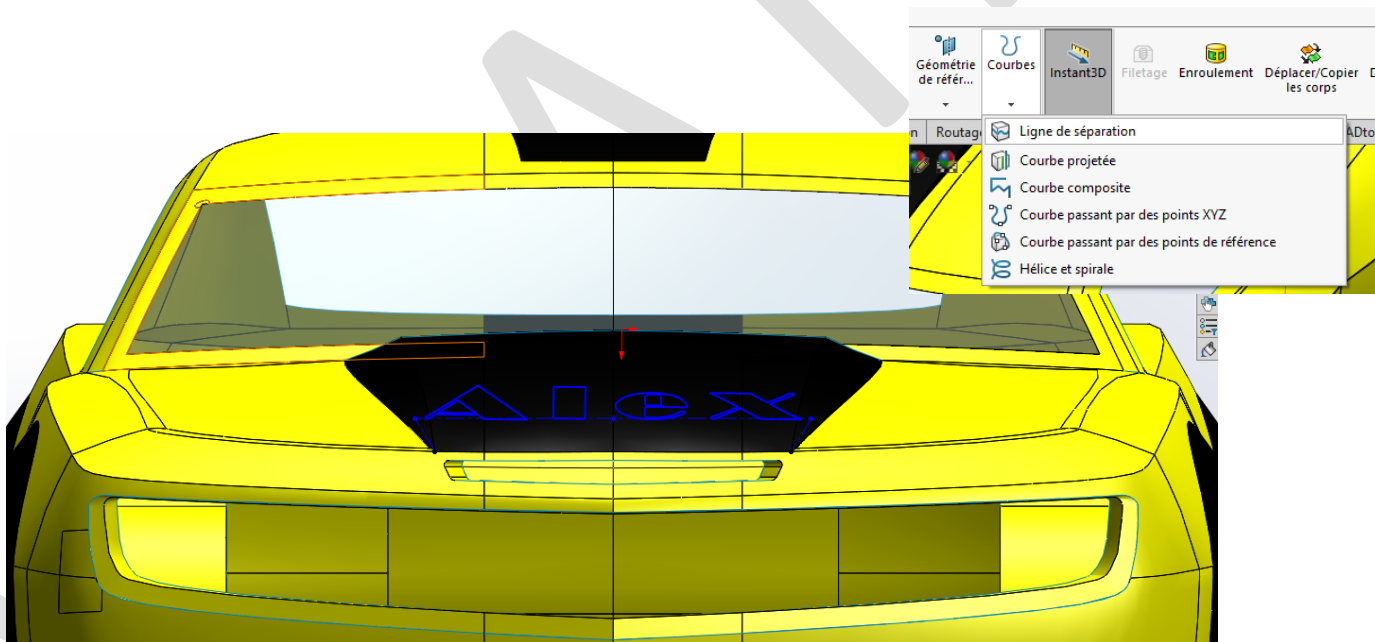 Géométrie
de référ...
Courbes
Instant3D
Filetage
Enroulement
Déplacer/Copier
les corps
Routag
Ligne de séparation
Courbe projetée
Courbe composite
Courbe passant par des points XYZ
Courbe passant par des points de référence
Hélice et spirale
Alex